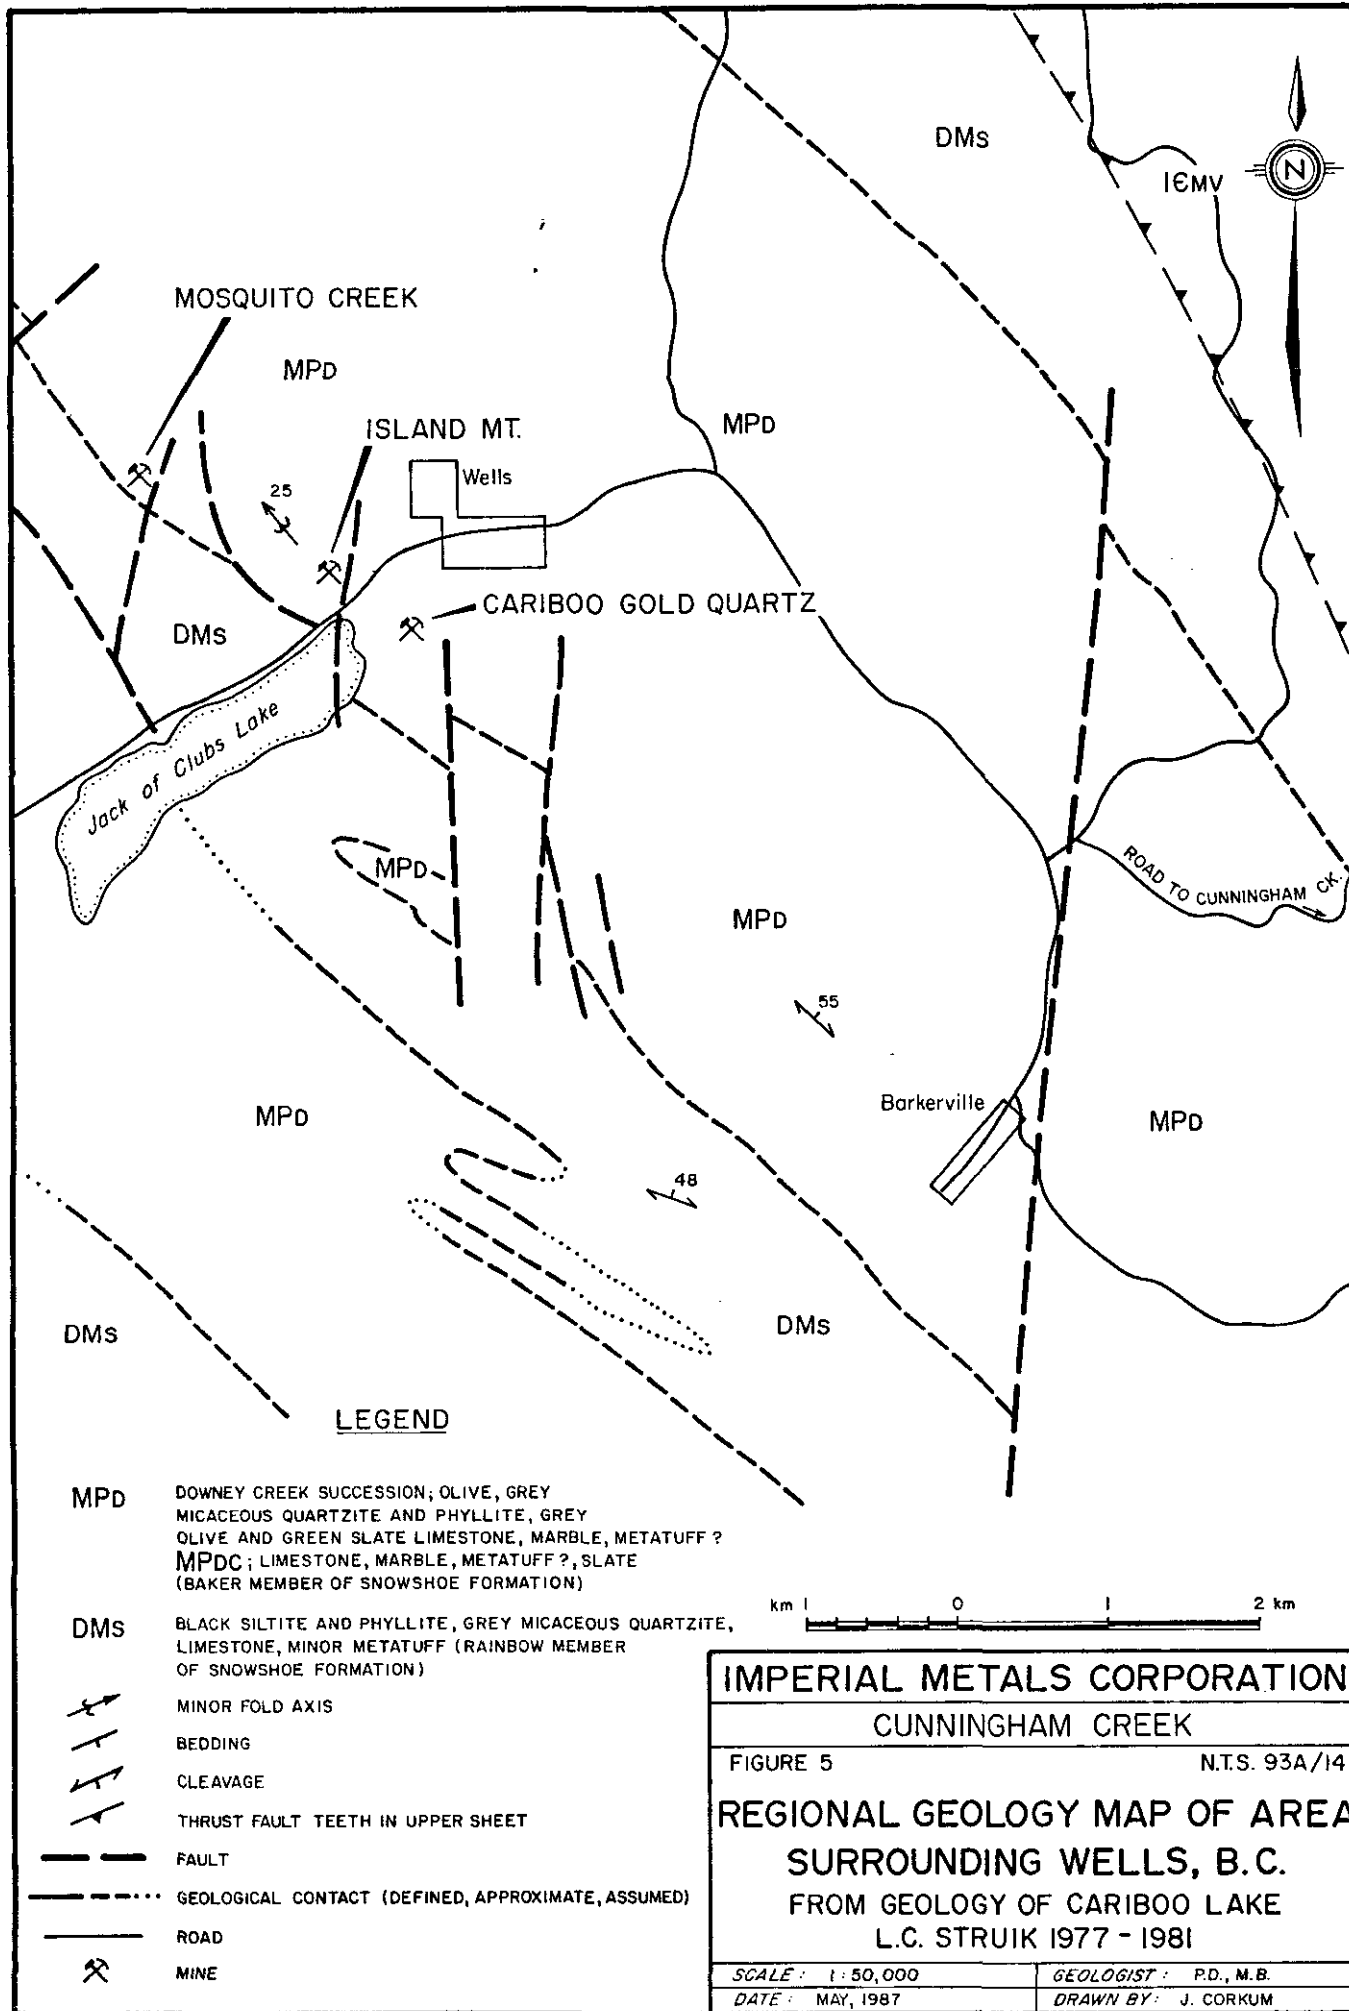 DMs
N
IЄMV
MOSQUITO CREEK
MPD
ISLAND MT.
MPD
Wells
25
CARIBOO GOLD QUARTZ
DMs
Jack of Clubs Lake
MPD
ROAD TO CUNNINGHAM CK.
MPD
55
Barkerville
MPD
MPD
48
DMs
DMs
LEGEND
MPD DOWNEY CREEK SUCCESSION; OLIVE, GREY
MICACEOUS QUARTZITE AND PHYLLITE, GREY
OLIVE AND GREEN SLATE LIMESTONE, MARBLE, METATUFF ?
MPDC; LIMESTONE, MARBLE, METATUFF ?, SLATE
(BAKER MEMBER OF SNOWSHOE FORMATION)
DMs BLACK SILTITE AND PHYLLITE, GREY MICACEOUS QUARTZITE,
LIMESTONE, MINOR METATUFF (RAINBOW MEMBER
OF SNOWSHOE FORMATION)
MINOR FOLD AXIS
BEDDING
CLEAVAGE
THRUST FAULT TEETH IN UPPER SHEET
FAULT
GEOLOGICAL CONTACT (DEFINED, APPROXIMATE, ASSUMED)
ROAD
MINE
km 1 0 1 2 km
IMPERIAL METALS CORPORATION
CUNNINGHAM CREEK
FIGURE 5 N.T.S. 93A/14
REGIONAL GEOLOGY MAP OF AREA
SURROUNDING WELLS, B.C.
FROM GEOLOGY OF CARIBOO LAKE
L.C. STRUIK 1977 - 1981
SCALE : 1:50,000 GEOLOGIST : P.D., M.B.
DATE : MAY, 1987 DRAWN BY : J. CORKUM